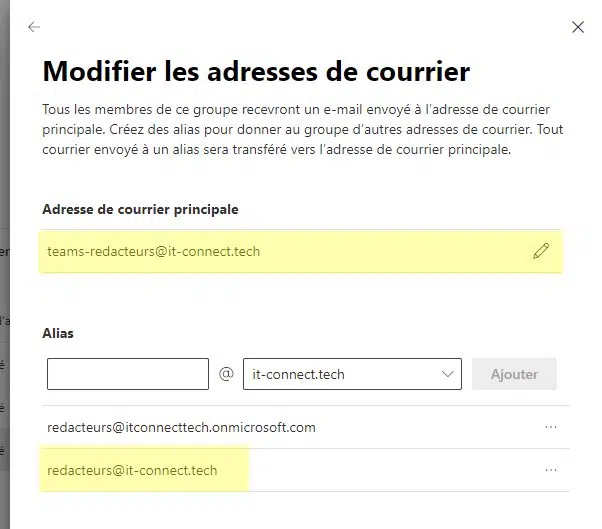 Modifier les adresses de courrier
Tous les membres de ce groupe recevront un e-mail envoyé à l'adresse de courrier
principale. Créez des alias pour donner au groupe d'autres adresses de courrier. Tout
courrier envoyé à un alias sera transféré vers l'adresse de courrier principale.
Adresse de courrier principale
teams-redacteurs@it-connect.tech
Alias
@ it-connect.tech Ajouter
redacteurs@itconnecttech.onmicrosoft.com ...
redacteurs@it-connect.tech ...